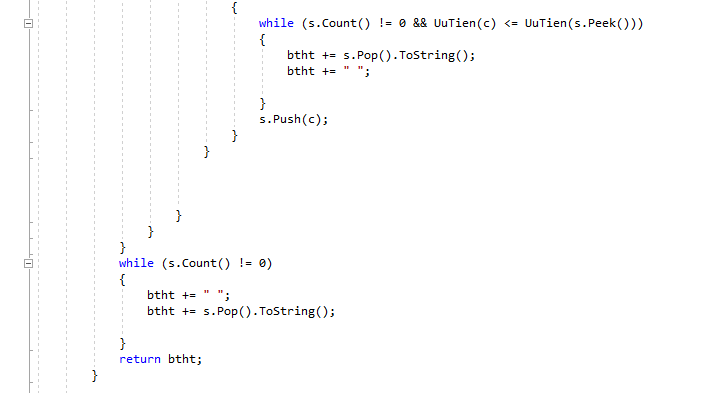 {
while (s.Count() != 0 && UuTien(c) <= UuTien(s.Peek()))
{
btht += s.Pop().ToString();
btht += " ";
}
s.Push(c);
}
}
}
}
}
while (s.Count() != 0)
{
btht += " ";
btht += s.Pop().ToString();
}
return btht;
}